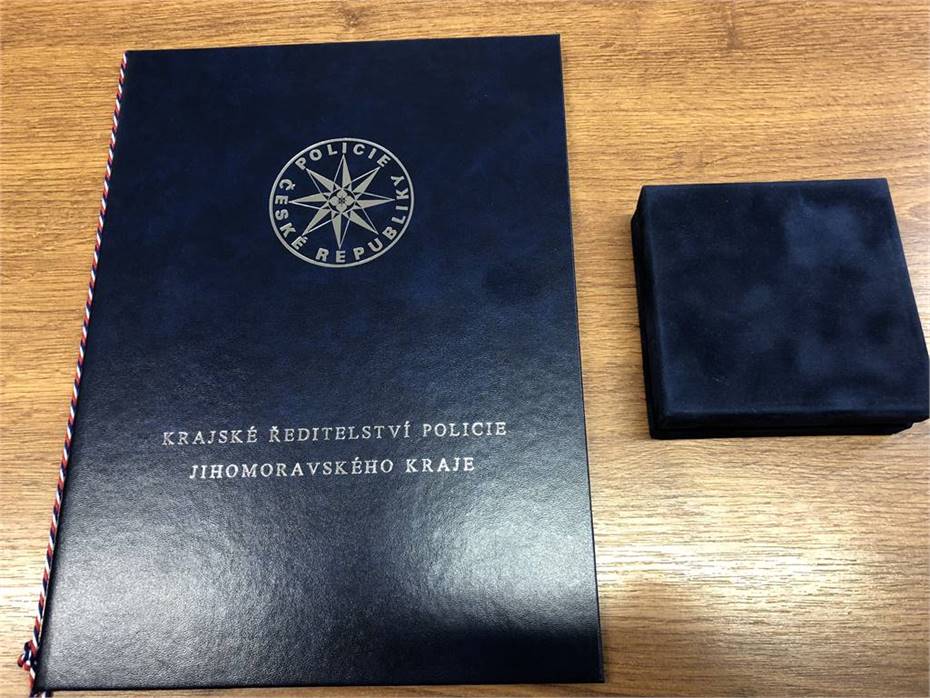 POLICIE
ČESKÉ REPUBLIKY
KRAJSKÉ ŘEDITELSTVÍ POLICIE
JIHOMORAVSKÉHO KRAJE